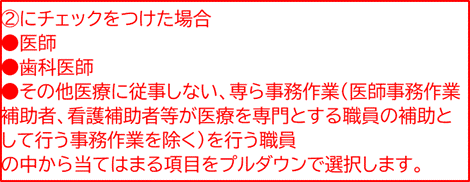 ②にチェックをつけた場合
●医師
●歯科医師
●その他医療に従事しない、専ら事務作業（医師事務作業
補助者、看護補助者等が医療を専門とする職員の補助と
して行う事務作業を除く）を行う職員
の中から当てはまる項目をプルダウンで選択します。